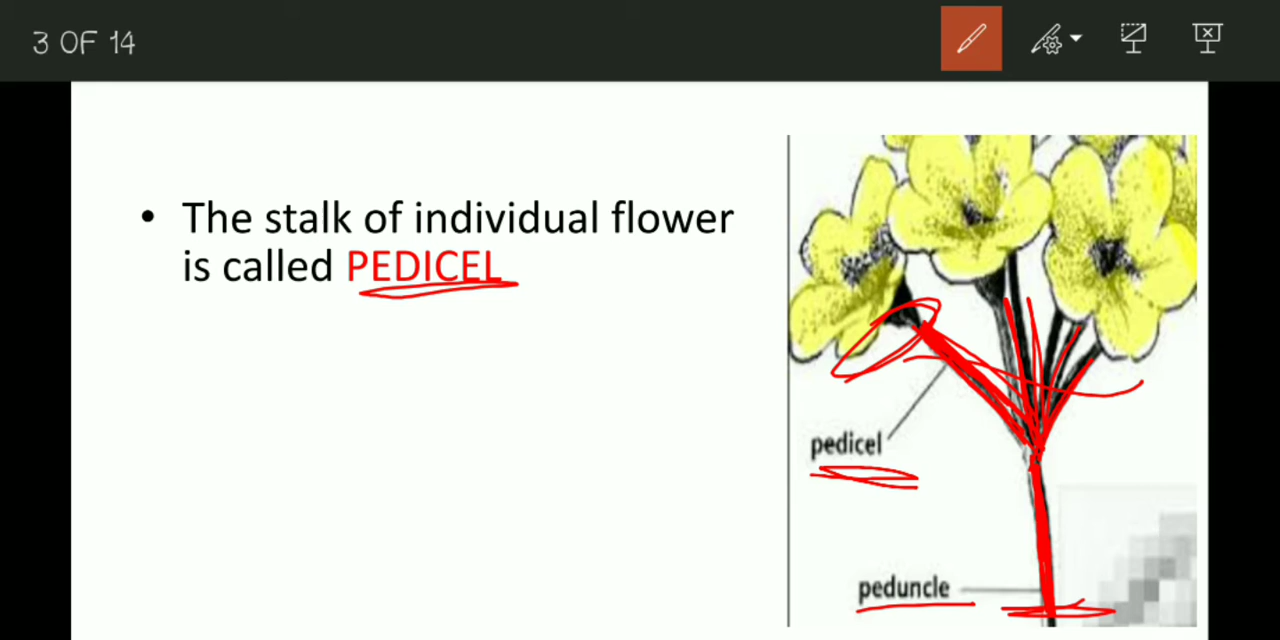 3 OF 14
• The stalk of individual flower
is called PEDICEL
pedicel
peduncle